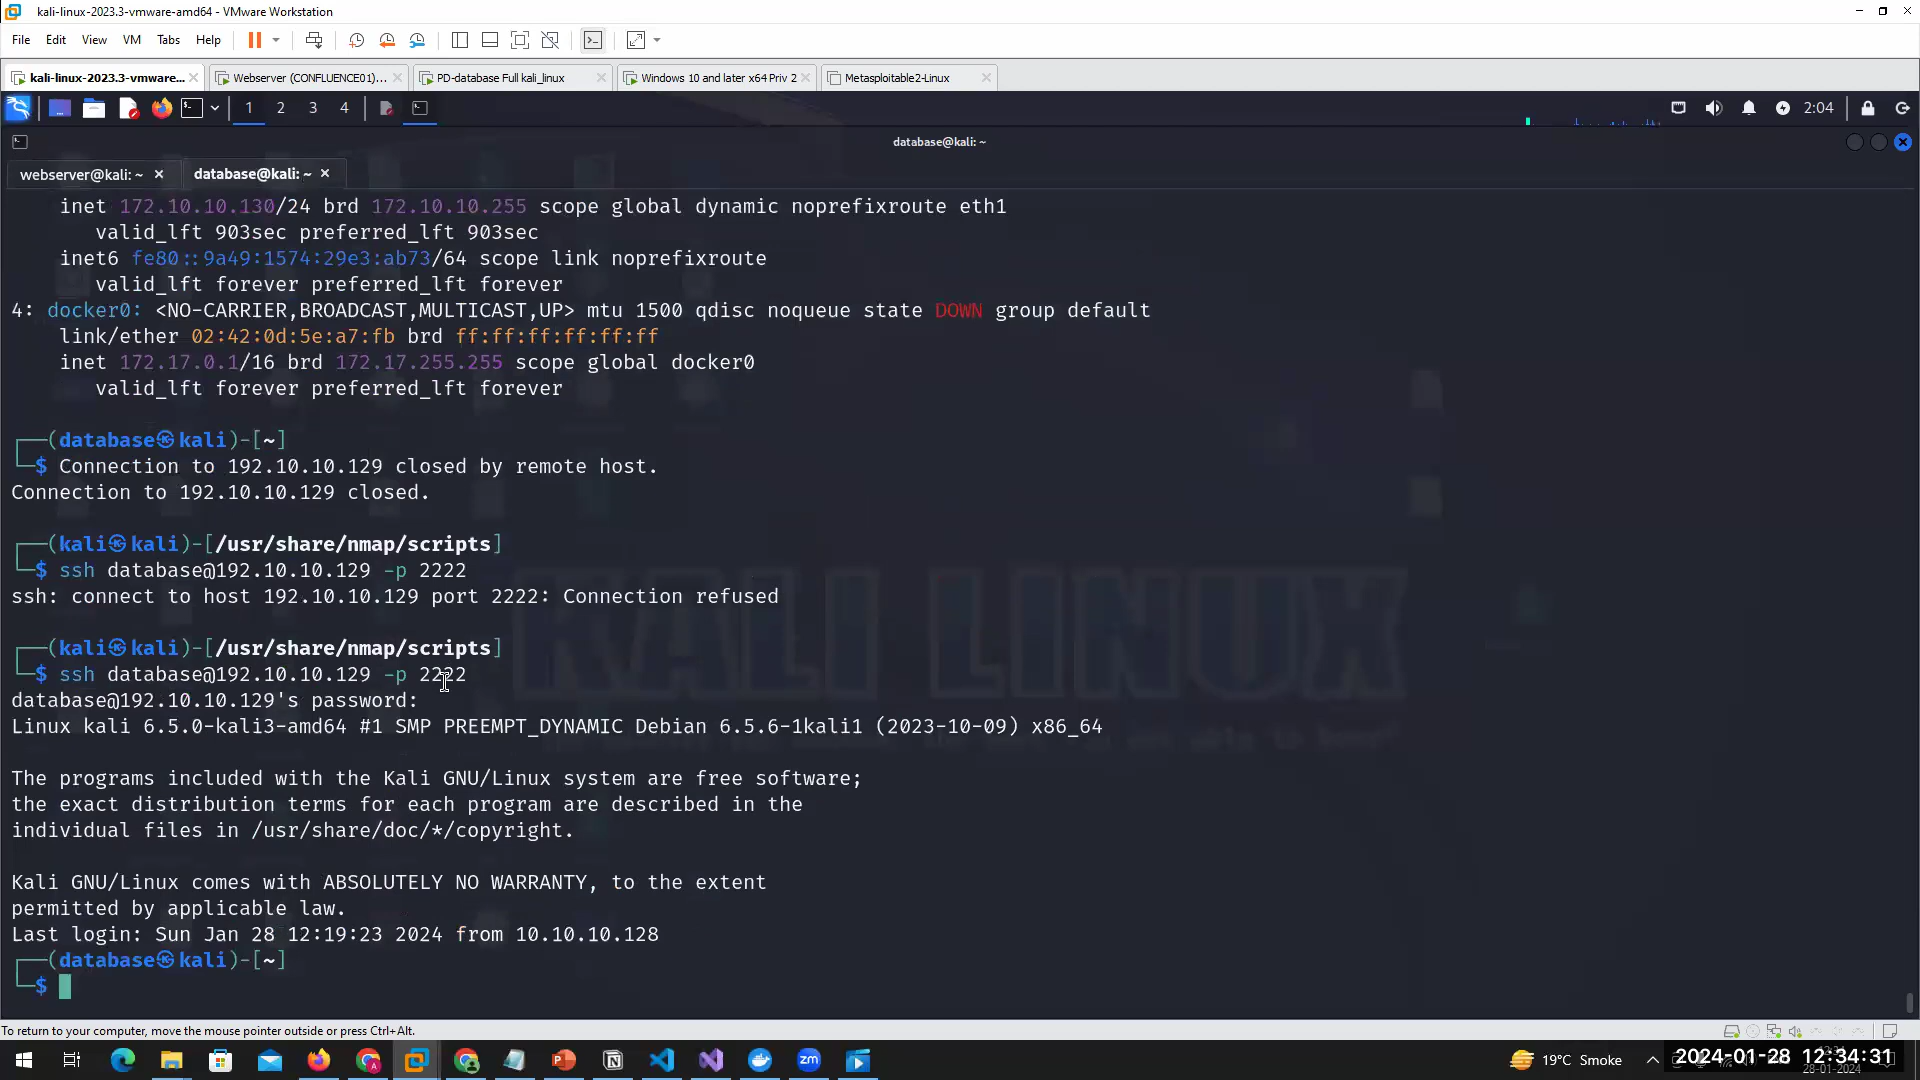 kali-linux-2023.3-vmware-amd64 - VMware Workstation
File Edit View VM Tabs Help
kali-linux-2023.3-vmware... Webserver (CONFLUENCE01)... PD-database Full kali_linux Windows 10 and later x64 Priv 2 Metasploitable2-Linux
1 2 3 4 2:04
database@kali: ~
webserver@kali: ~ database@kali: ~
inet 172.10.10.130/24 brd 172.10.10.255 scope global dynamic noprefixroute eth1
valid_lft 903sec preferred_lft 903sec
inet6 fe80::9a49:1574:29e3:ab73/64 scope link noprefixroute
valid_lft forever preferred_lft forever
4: docker0: <NO-CARRIER,BROADCAST,MULTICAST,UP> mtu 1500 qdisc noqueue state DOWN group default
link/ether 02:42:0d:5e:a7:fb brd ff:ff:ff:ff:ff:ff
inet 172.17.0.1/16 brd 172.17.255.255 scope global docker0
valid_lft forever preferred_lft forever
┌──(database㉿kali)-[~]
└─$ Connection to 192.10.10.129 closed by remote host.
Connection to 192.10.10.129 closed.
┌──(kali㉿kali)-[/usr/share/nmap/scripts]
└─$ ssh database@192.10.10.129 -p 2222
ssh: connect to host 192.10.10.129 port 2222: Connection refused
┌──(kali㉿kali)-[/usr/share/nmap/scripts]
└─$ ssh database@192.10.10.129 -p 2222
database@192.10.10.129's password:
Linux kali 6.5.0-kali3-amd64 #1 SMP PREEMPT_DYNAMIC Debian 6.5.6-1kali1 (2023-10-09) x86_64
The programs included with the Kali GNU/Linux system are free software;
the exact distribution terms for each program are described in the
individual files in /usr/share/doc/*/copyright.
Kali GNU/Linux comes with ABSOLUTELY NO WARRANTY, to the extent
permitted by applicable law.
Last login: Sun Jan 28 12:19:23 2024 from 10.10.10.128
┌──(database㉿kali)-[~]
└─$
KALI LINUX
To return to your computer, move the mouse pointer outside or press Ctrl+Alt.
19°C Smoke 2024-01-28 12:34:31
28-01-2024